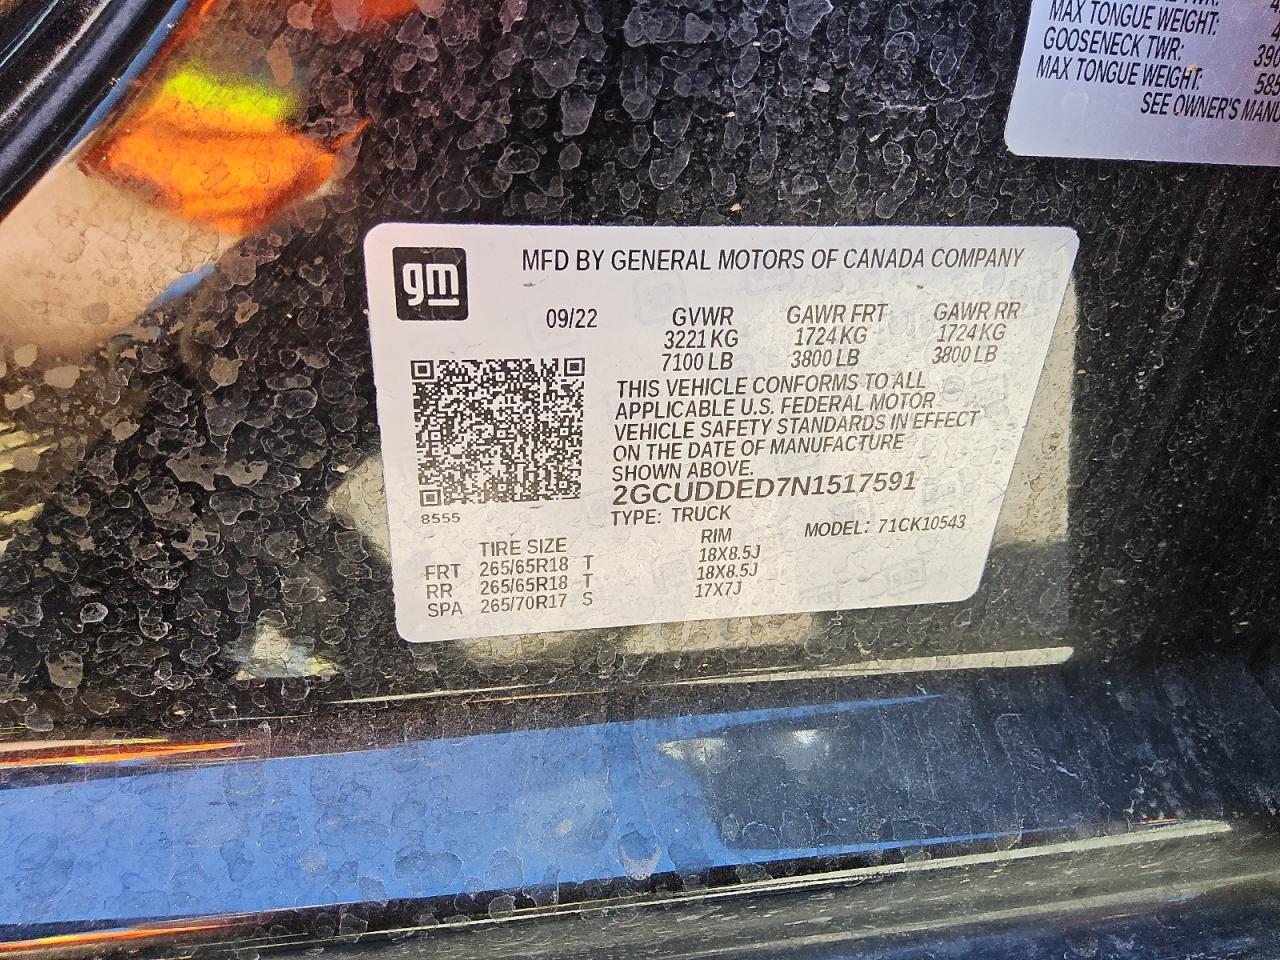 MAX TONGUE WEIGHT:
GOOSENECK TWR: 390
MAX TONGUE WEIGHT: 585
SEE OWNER'S MANU
gm
MFD BY GENERAL MOTORS OF CANADA COMPANY
09/22 GVWR GAWR FRT GAWR RR
3221 KG 1724 KG 1724 KG
7100 LB 3800 LB 3800 LB
THIS VEHICLE CONFORMS TO ALL
APPLICABLE U.S. FEDERAL MOTOR
VEHICLE SAFETY STANDARDS IN EFFECT
ON THE DATE OF MANUFACTURE
SHOWN ABOVE.
2GCUDDED7N1517591
8555
TYPE: TRUCK MODEL: 71CK10543
TIRE SIZE RIM
FRT 265/65R18 T 18X8.5J
RR 265/65R18 T 18X8.5J
SPA 265/70R17 S 17X7J